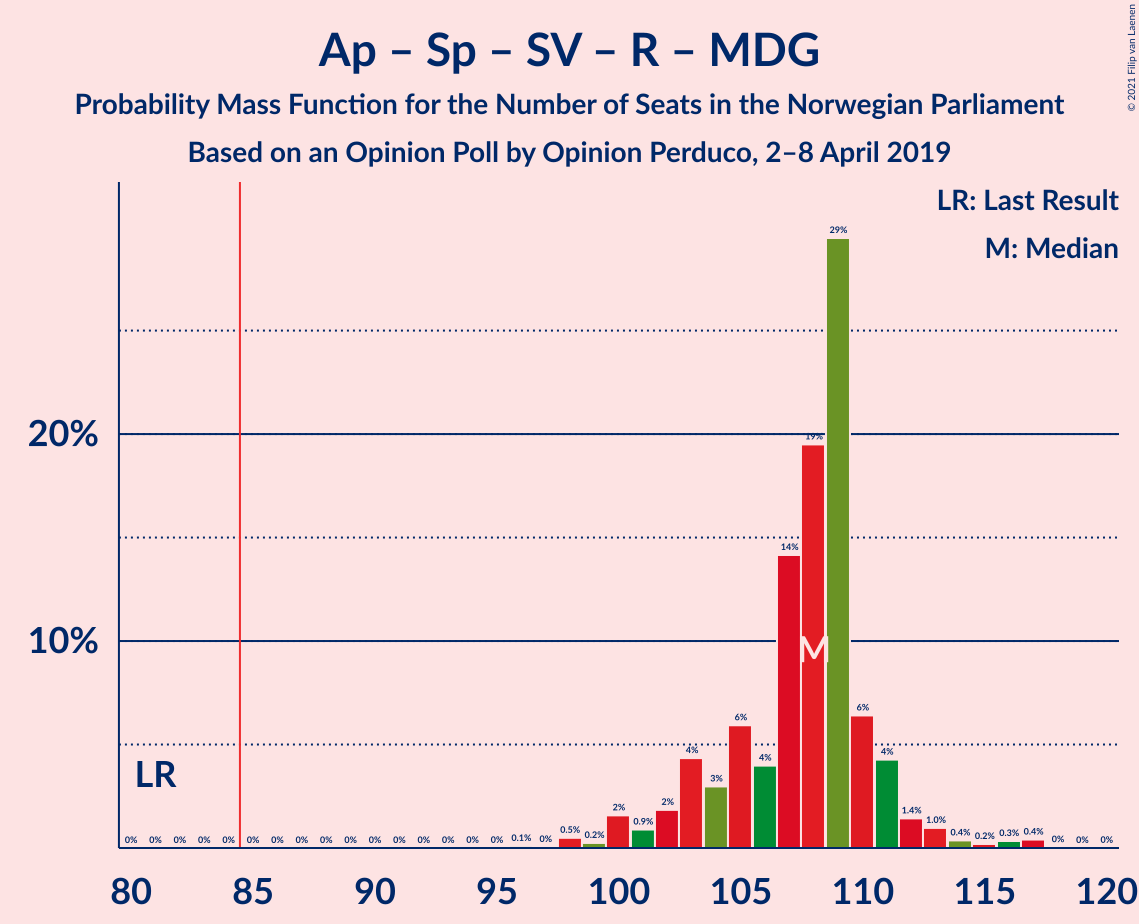 Ap – Sp – SV – R – MDG
Probability Mass Function for the Number of Seats in the Norwegian Parliament
Based on an Opinion Poll by Opinion Perduco, 2–8 April 2019
© 2021 Filip van Laenen
LR: Last Result
M: Median
20%
10%
LR
M
0% 0% 0% 0% 0% 0% 0% 0% 0% 0% 0% 0% 0% 0% 0% 0% 0.1% 0% 0.5% 0.2% 2% 0.9% 2% 4% 3% 6% 4% 14% 19% 29% 6% 4% 1.4% 1.0% 0.4% 0.2% 0.3% 0.4% 0% 0% 0%
80 85 90 95 100 105 110 115 120